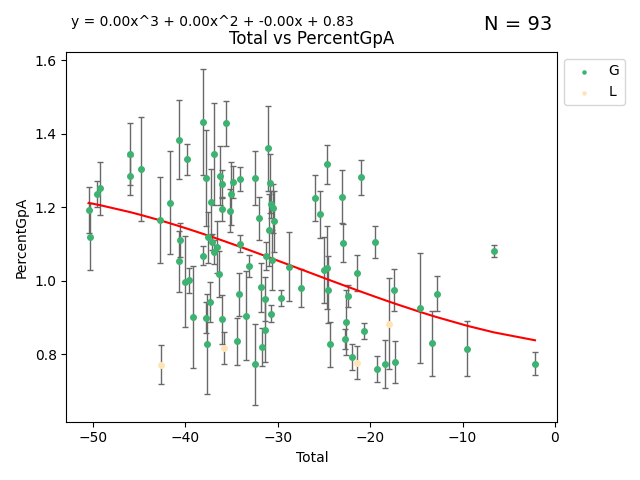 y = 0.00x^3 + 0.00x^2 + -0.00x + 0.83
N = 93
Total vs PercentGpA
G
L
PercentGpA
1.6
1.4
1.2
1.0
0.8
−50
−40
−30
−20
−10
0
Total